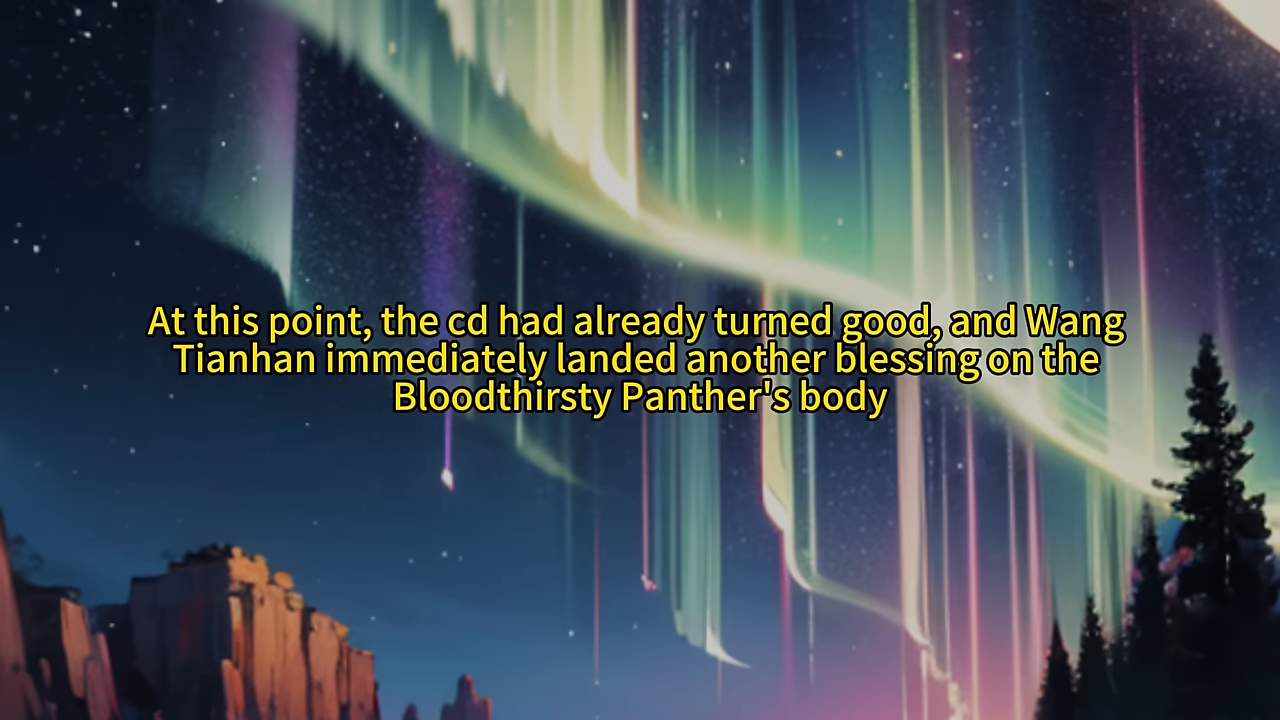 At this point, the cd had already turned good, and Wang
Tianhan immediately landed another blessing on the
Bloodthirsty Panther's body